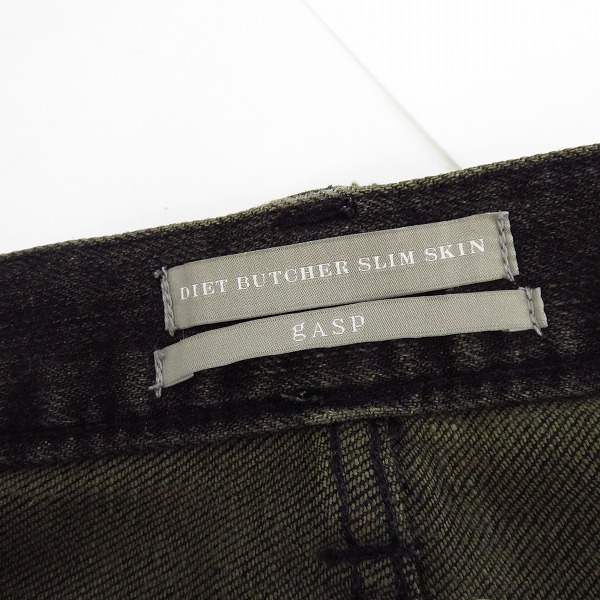 DIET BUTCHER SLIM SKIN
gASP